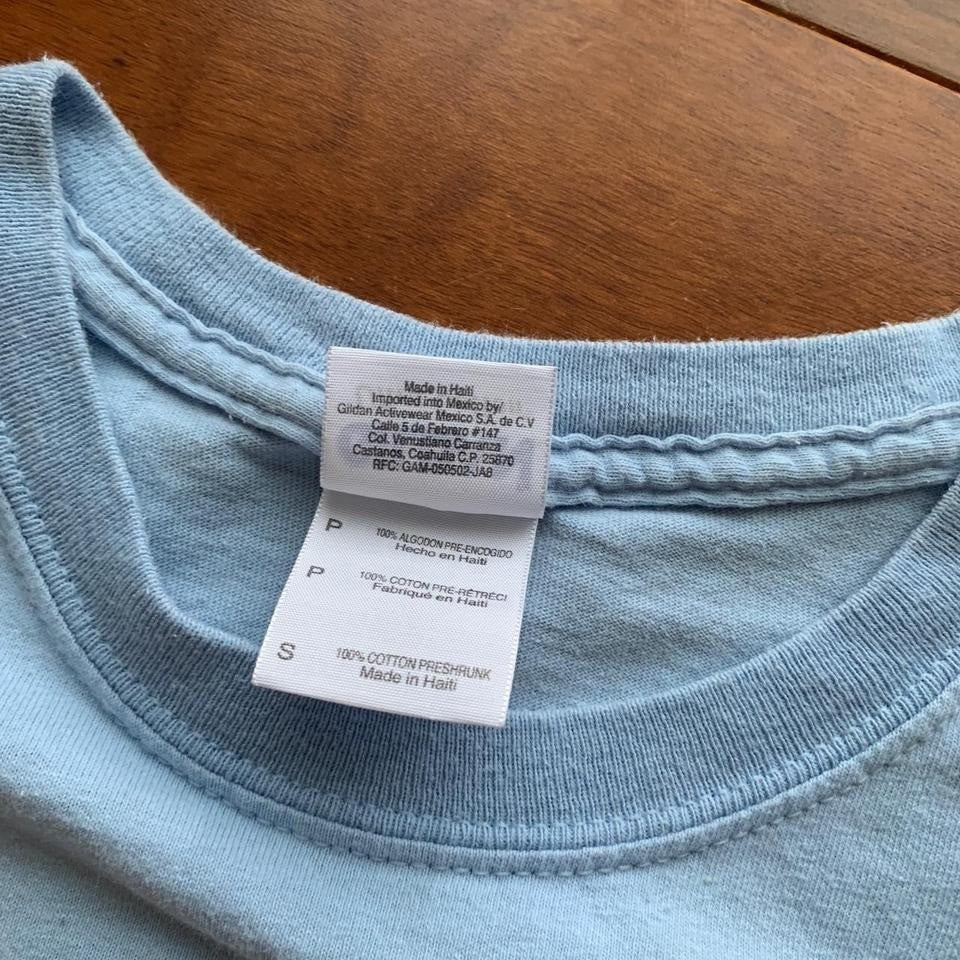 Made in Haiti
Imported into Mexico by/
Gildan Activewear Mexico S.A. de C.V
Calle 5 de Febrero #147
Col. Venustiano Carranza
Castanos, Coahuila C.P. 25870
RFC: GAM-050502-JA8
P 100% ALGODON PRE-ENCOGIDO
Hecho en Haiti
P 100% COTON PRE-RÉTRÉCI
Fabriqué en Haiti
S 100% COTTON PRESHRUNK
Made in Haiti